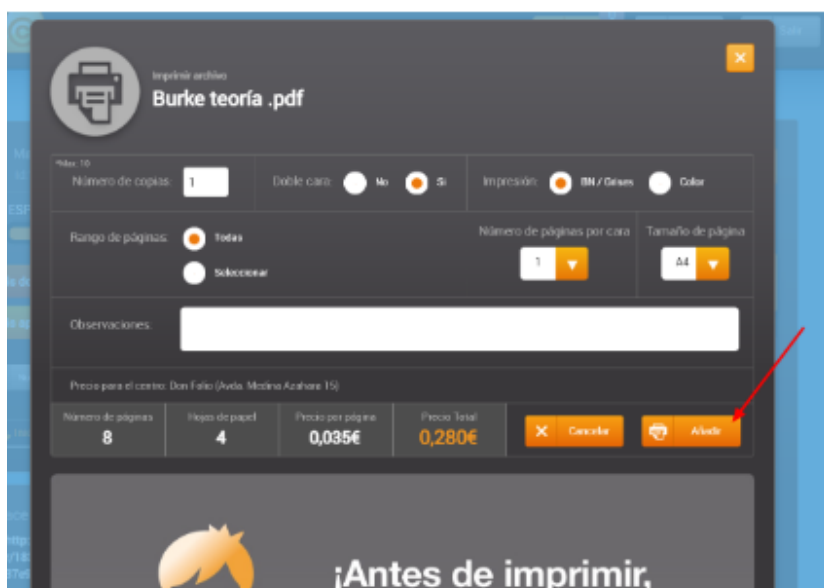 Imprimir archivo
Burke teoría .pdf
*Max: 10
Número de copias: 1
Doble cara: No Si
Impresión: BN / Grises Color
Rango de páginas: Todas
Seleccionar
Número de páginas por cara
1
Tamaño de página
A4
Observaciones:
Precio para el centro: Don Folio (Avda. Medina Azahara 15)
Número de páginas
8
Hojas de papel
4
Precio por página
0,035€
Precio Total
0,280€
Cancelar
Añadir
¡Antes de imprimir,